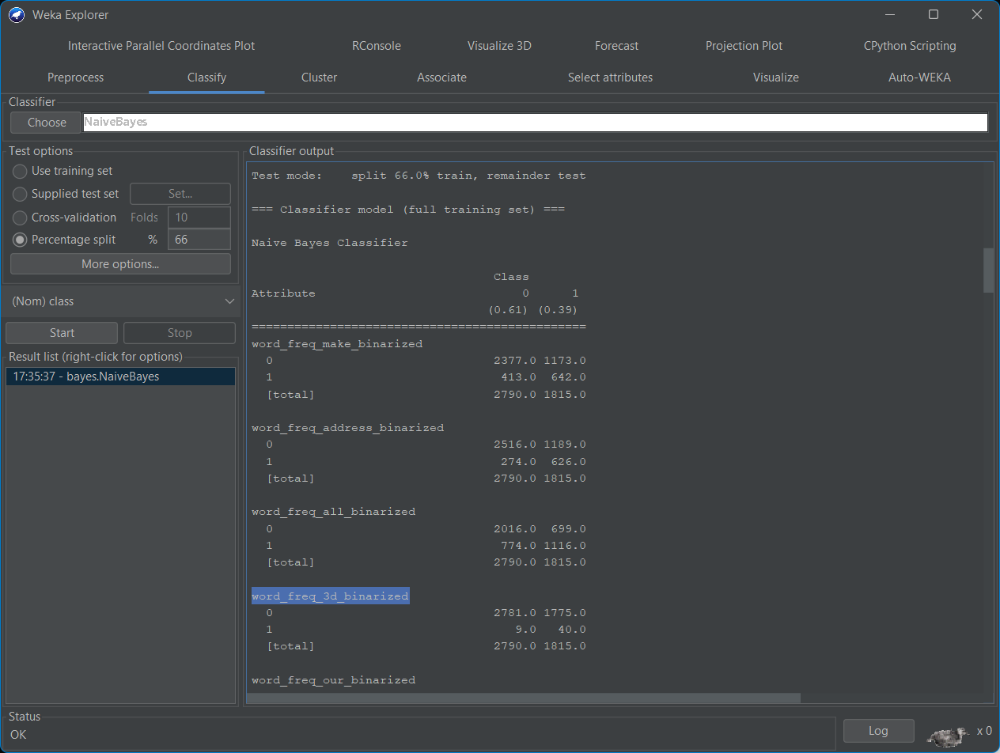 Weka Explorer
Interactive Parallel Coordinates Plot RConsole Visualize 3D Forecast Projection Plot CPython Scripting
Preprocess Classify Cluster Associate Select attributes Visualize Auto-WEKA
Classifier
Choose NaiveBayes
Test options
Use training set
Supplied test set Set...
Cross-validation Folds 10
Percentage split % 66
More options...
(Nom) class
Start Stop
Result list (right-click for options)
17:35:37 - bayes.NaiveBayes
Classifier output
Test mode: split 66.0% train, remainder test
=== Classifier model (full training set) ===
Naive Bayes Classifier
Class
Attribute 0 1
(0.61) (0.39)
===============================================
word_freq_make_binarized
0 2377.0 1173.0
1 413.0 642.0
[total] 2790.0 1815.0
word_freq_address_binarized
0 2516.0 1189.0
1 274.0 626.0
[total] 2790.0 1815.0
word_freq_all_binarized
0 2016.0 699.0
1 774.0 1116.0
[total] 2790.0 1815.0
word_freq_3d_binarized
0 2781.0 1775.0
1 9.0 40.0
[total] 2790.0 1815.0
word_freq_our_binarized
Status
OK
Log
x 0